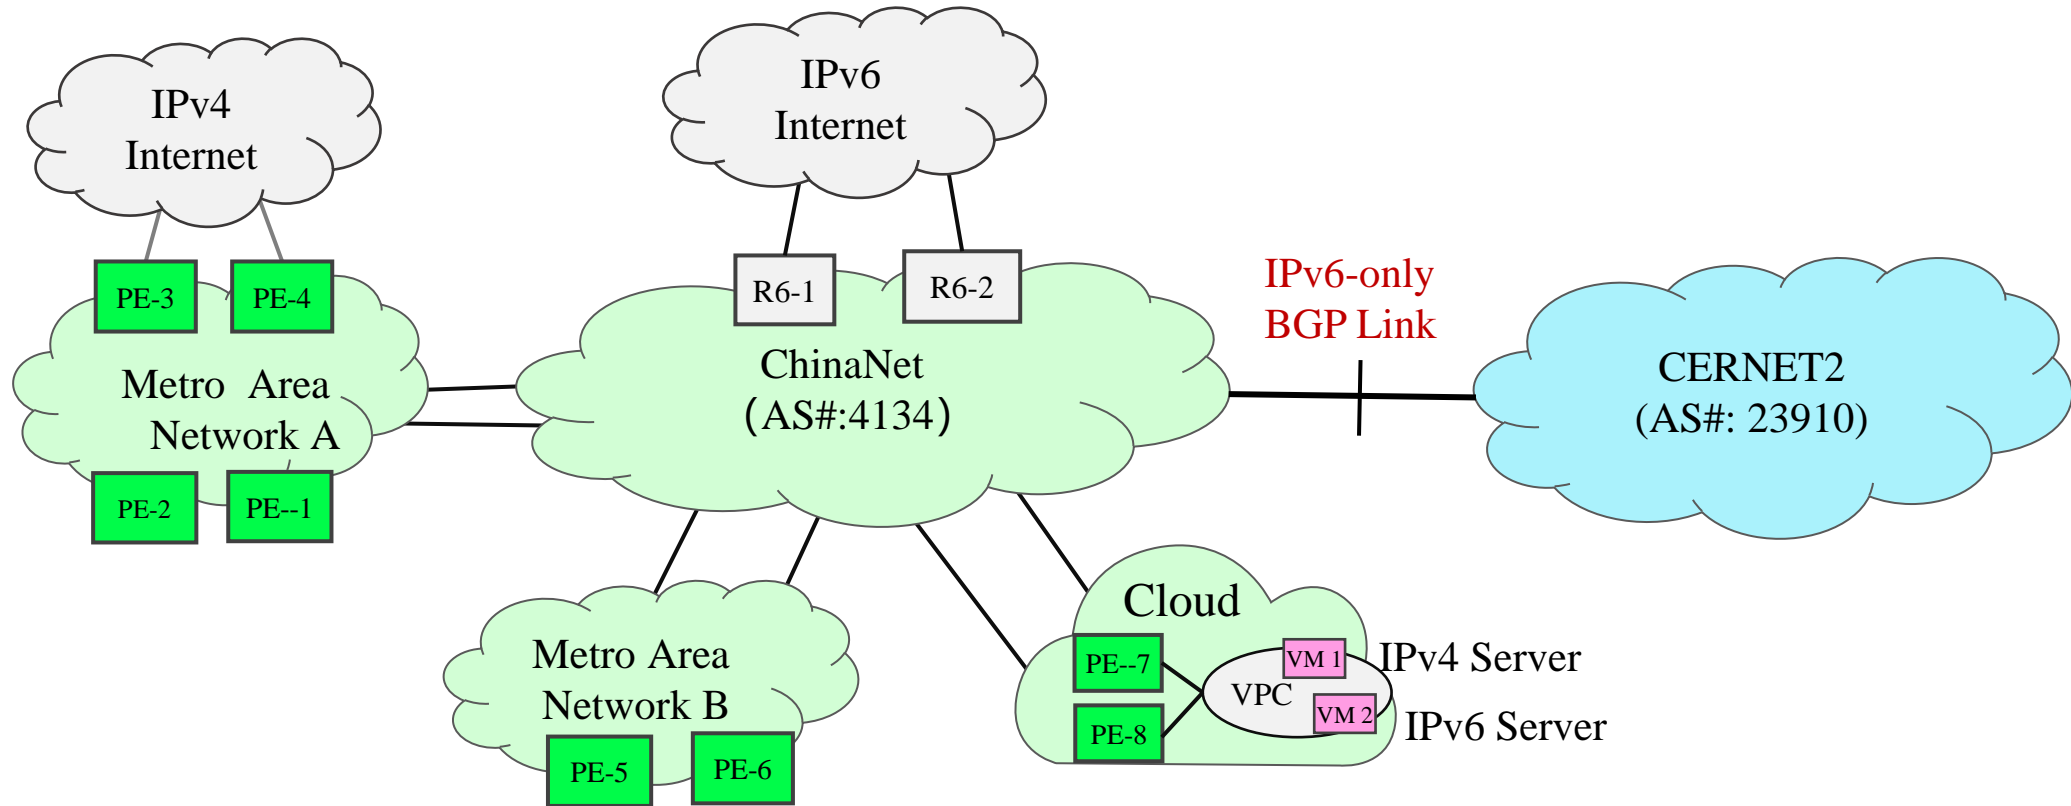 IPv4
Internet
IPv6
Internet
PE-3
PE-4
R6-1
R6-2
IPv6-only
BGP Link
Metro Area
Network A
ChinaNet
(AS#:4134)
CERNET2
(AS#: 23910)
PE-2
PE--1
Cloud
Metro Area
Network B
PE--7
VM 1
IPv4 Server
VPC
VM 2
IPv6 Server
PE-8
PE-5
PE-6